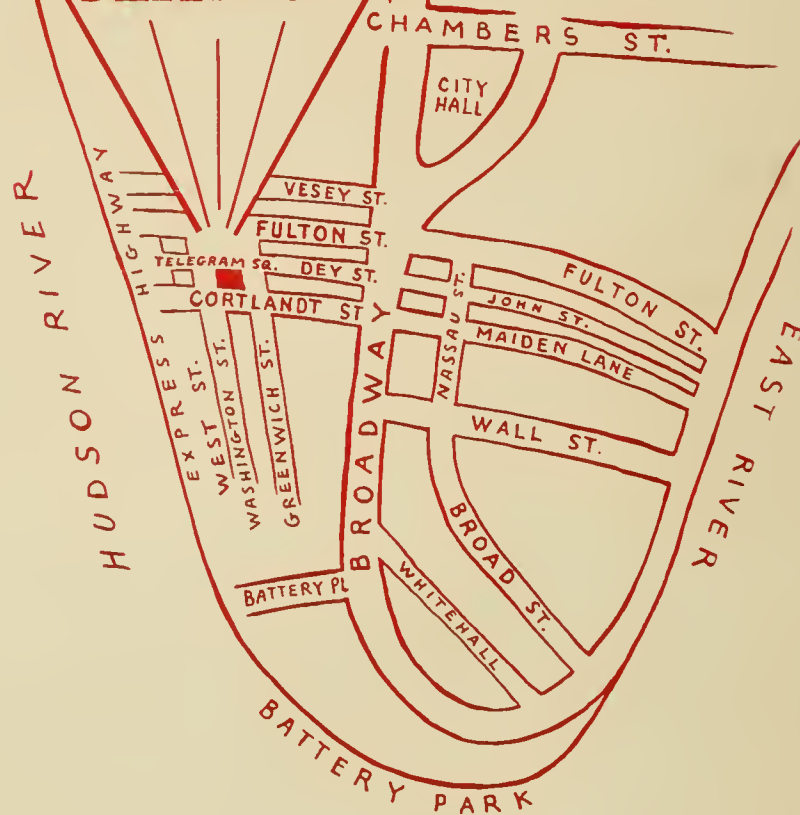 CHAMBERS ST.
CITY
HALL
HUDSON RIVER
EXPRESS HIGHWAY
VESEY ST.
FULTON ST.
TELEGRAM SQ.
DEY ST.
CORTLANDT ST
WEST ST.
WASHINGTON ST.
GREENWICH ST.
BROADWAY
NASSAU ST.
FULTON ST.
JOHN ST.
MAIDEN LANE
WALL ST.
EAST RIVER
BROAD ST.
WHITEHALL
BATTERY PL
BATTERY PARK